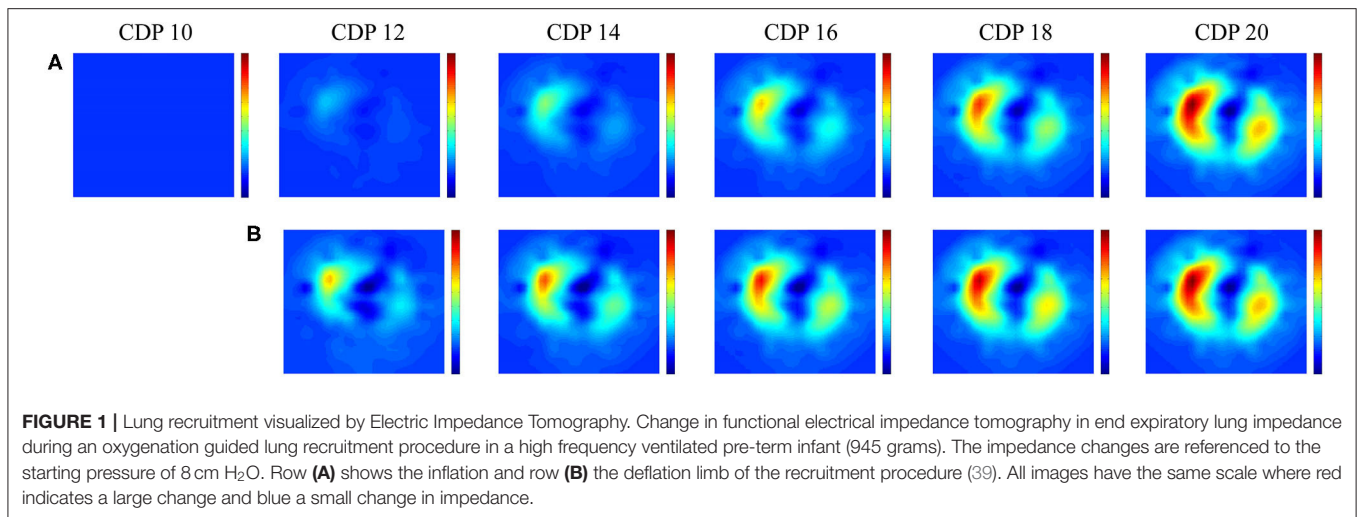 CDP 10 CDP 12 CDP 14 CDP 16 CDP 18 CDP 20
A
B
FIGURE 1 | Lung recruitment visualized by Electric Impedance Tomography. Change in functional electrical impedance tomography in end expiratory lung impedance
during an oxygenation guided lung recruitment procedure in a high frequency ventilated pre-term infant (945 grams). The impedance changes are referenced to the
starting pressure of 8 cm H₂O. Row (A) shows the inflation and row (B) the deflation limb of the recruitment procedure (39). All images have the same scale where red
indicates a large change and blue a small change in impedance.